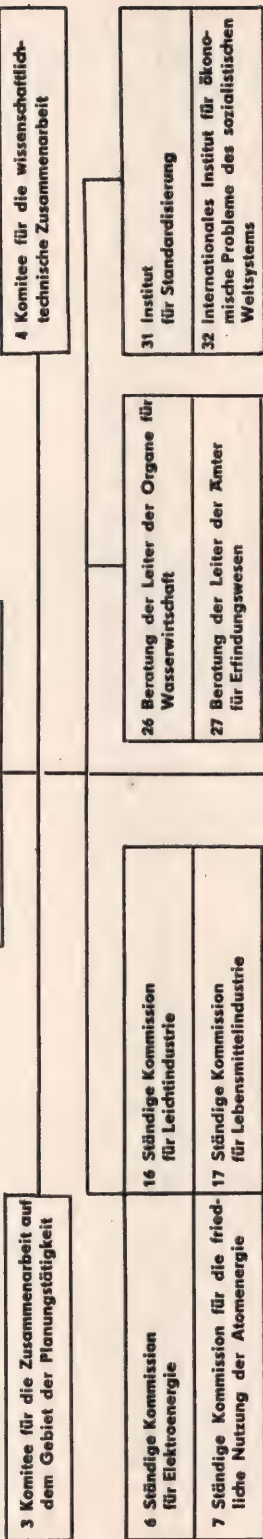 3 Komitee für die Zusammenarbeit auf
dem Gebiet der Planungstätigkeit
4 Komitee für die wissenschaftlich-
technische Zusammenarbeit
6 Ständige Kommission
für Elektroenergie
7 Ständige Kommission für die fried-
liche Nutzung der Atomenergie
16 Ständige Kommission
für Leichtindustrie
17 Ständige Kommission
für Lebensmittelindustrie
26 Beratung der Leiter der Organe für
Wasserwirtschaft
27 Beratung der Leiter der Ämter
für Erfindungswesen
31 Institut
für Standardisierung
32 Internationales Institut für ökono-
mische Probleme des sozialistischen
Weltsystems